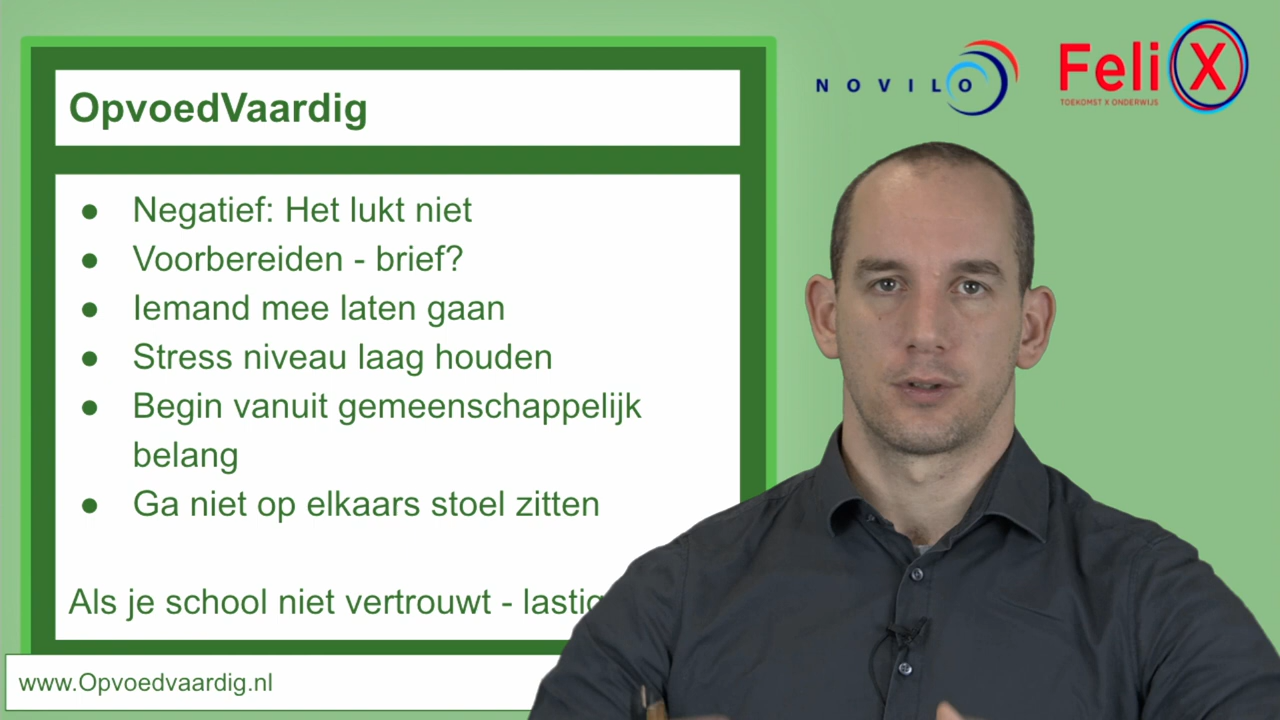 OpvoedVaardig
NOVILO
FeliX
TOEKOMST X ONDERWIJS
● Negatief: Het lukt niet
● Voorbereiden - brief?
● Iemand mee laten gaan
● Stress niveau laag houden
● Begin vanuit gemeenschappelijk
belang
● Ga niet op elkaars stoel zitten
Als je school niet vertrouwt -
www.Opvoedvaardig.nl